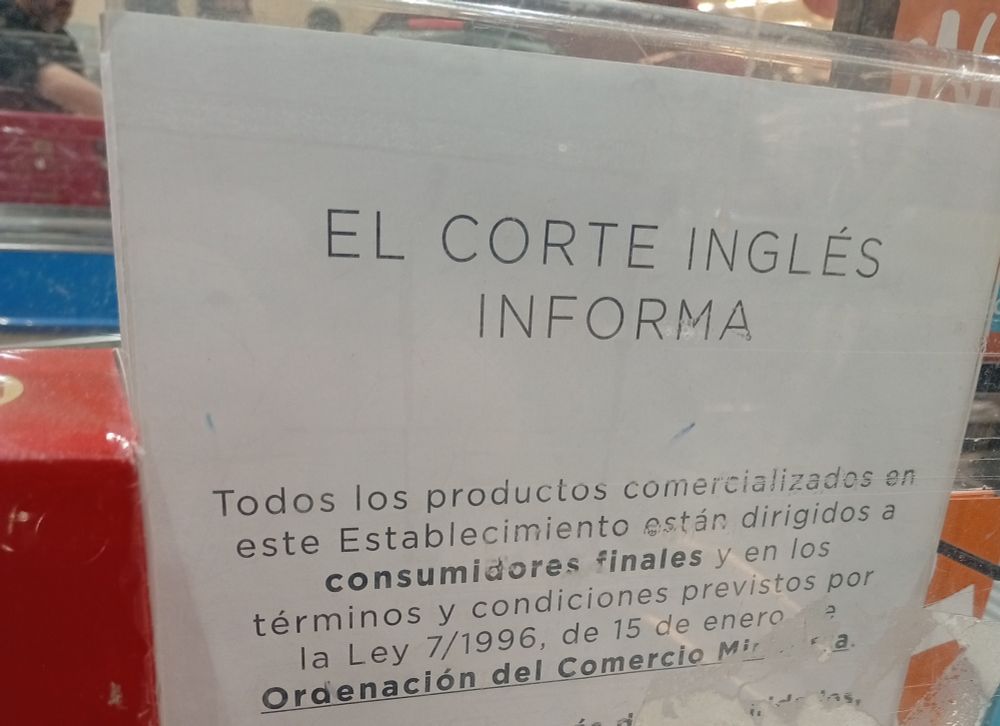 EL CORTE INGLÉS
INFORMA
Todos los productos comercializados en
este Establecimiento están dirigidos a
consumidores finales y en los
términos y condiciones previstos por
la Ley 7/1996, de 15 de enero
Ordenación del Comercio